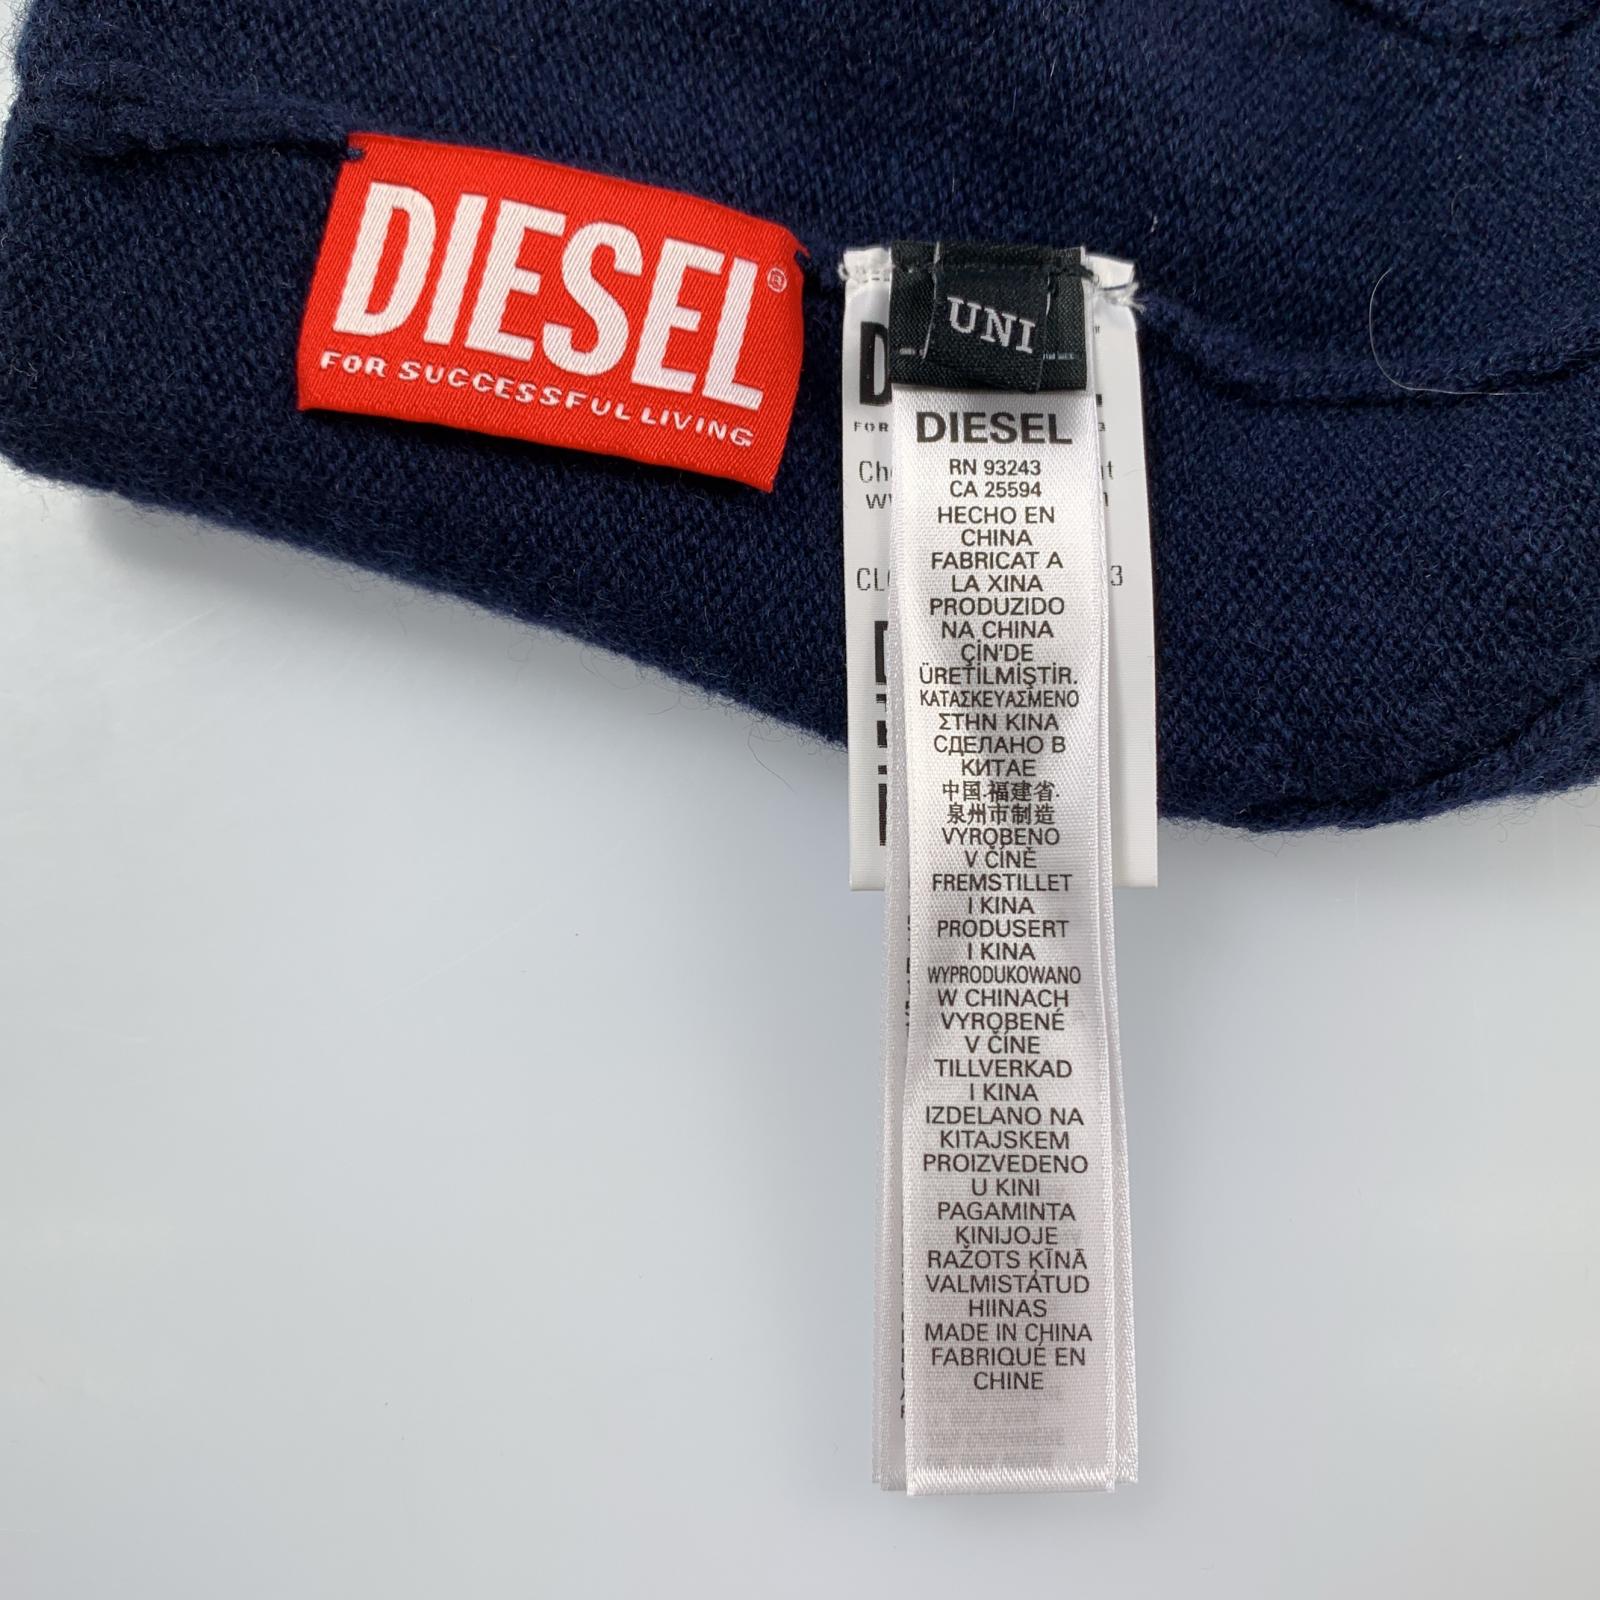 DIESEL®
FOR SUCCESSFUL LIVING
UNI
FOR
DIESEL
RN 93243
CA 25594
HECHO EN
CHINA
FABRICAT A
LA XINA
PRODUZIDO
NA CHINA
ÇİN'DE
ÜRETİLMİŞTİR.
ΚΑΤΑΣΚΕΥΑΣΜΕΝΟ
ΣΤΗΝ ΚΙΝΑ
СДЕЛАНО В
КИТАЕ
中国.福建省.
泉州市制造
VYROBENO
V ČÍNĚ
FREMSTILLET
I KINA
PRODUSERT
I KINA
WYPRODUKOWANO
W CHINACH
VYROBENÉ
V ČÍNE
TILLVERKAD
I KINA
IZDELANO NA
KITAJSKEM
PROIZVEDENO
U KINI
PAGAMINTA
KINIJOJE
RAŽOTS ĶĪNĀ
VALMISTATUD
HIINAS
MADE IN CHINA
FABRIQUÉ EN
CHINE